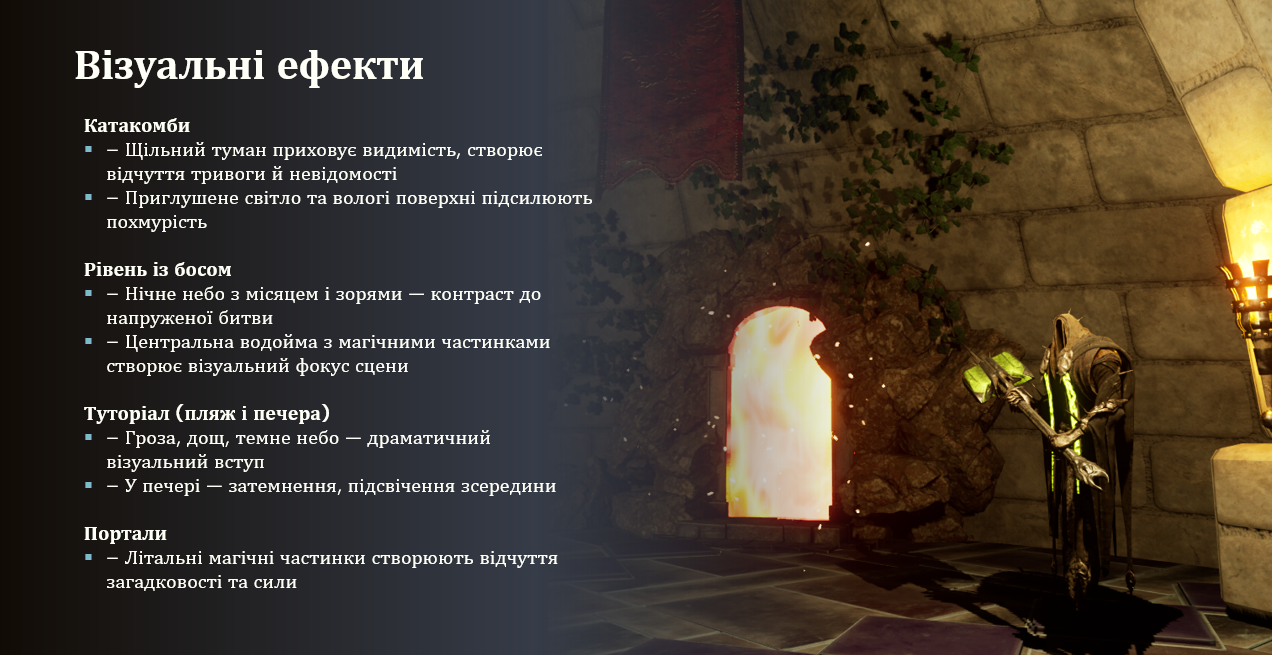 Візуальні ефекти
Катакомби
– Щільний туман приховує видимість, створює
відчуття тривоги й невідомості
– Приглушене світло та вологі поверхні підсилюють
похмурість
Рівень із босом
– Нічне небо з місяцем і зорями — контраст до
напруженої битви
– Центральна водойма з магічними частинками
створює візуальний фокус сцени
Туторіал (пляж і печера)
– Гроза, дощ, темне небо — драматичний
візуальний вступ
– У печері — затемнення, підсвічення зсередини
Портали
– Літальні магічні частинки створюють відчуття
загадковості та сили